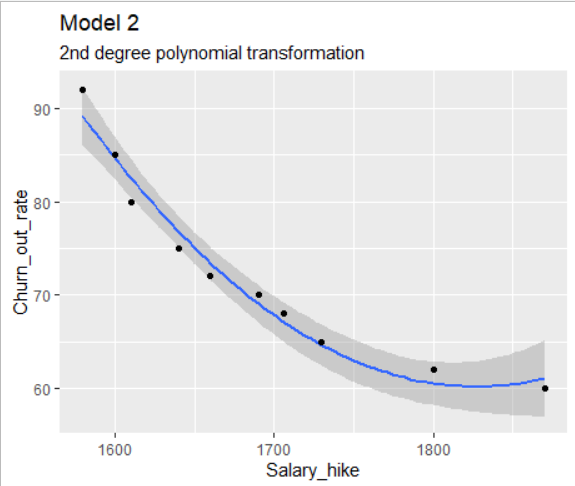 Model 2
2nd degree polynomial transformation
90
80
70
60
Churn_out_rate
1600
1700
1800
Salary_hike